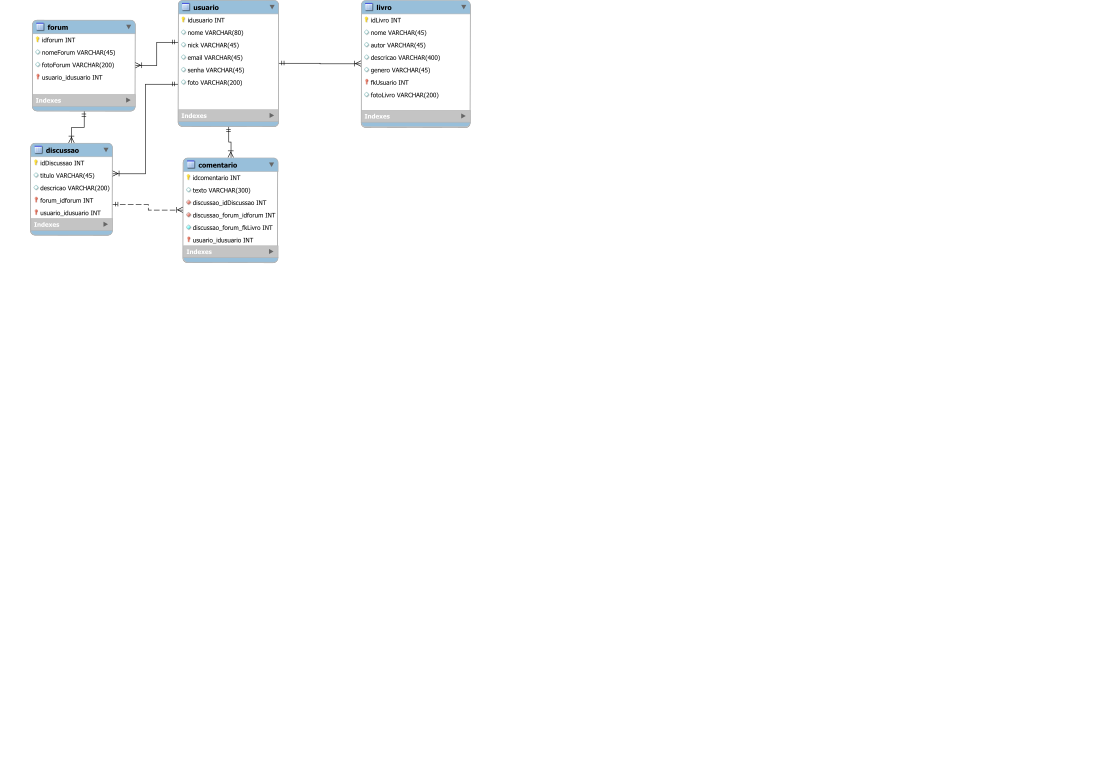 forum
idforum INT
nomeForum VARCHAR(45)
fotoForum VARCHAR(200)
usuario_idusuario INT
Indexes
usuario
idusuario INT
nome VARCHAR(80)
nick VARCHAR(45)
email VARCHAR(45)
senha VARCHAR(45)
foto VARCHAR(200)
Indexes
livro
idLivro INT
nome VARCHAR(45)
autor VARCHAR(45)
descricao VARCHAR(400)
genero VARCHAR(45)
fkUsuario INT
fotoLivro VARCHAR(200)
Indexes
discussao
idDiscussao INT
titulo VARCHAR(45)
descricao VARCHAR(200)
forum_idforum INT
usuario_idusuario INT
Indexes
comentario
idcomentario INT
texto VARCHAR(300)
discussao_idDiscussao INT
discussao_forum_idforum INT
discussao_forum_fkLivro INT
usuario_idusuario INT
Indexes